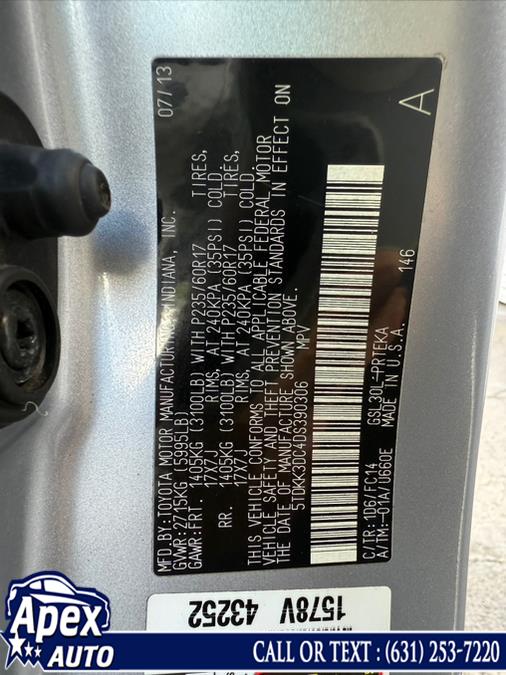 MFD.BY:TOYOTA MOTOR MANUFACTURING, INDIANA, INC. 07/13
GVWR: 2715KG (5995LB)
GAWR:FRT. 1405KG (3100LB) WITH P235/60R17 TIRES,
17X7J RIMS, AT 240KPA (35PSI) COLD.
RR. 1405KG (3100LB) WITH P235/60R17 TIRES,
17X7J RIMS, AT 240KPA (35PSI) COLD.
THIS VEHICLE CONFORMS TO ALL APPLICABLE FEDERAL MOTOR
VEHICLE SAFETY AND THEFT PREVENTION STANDARDS IN EFFECT ON
THE DATE OF MANUFACTURE SHOWN ABOVE.
5TDKK3DC4DS390306 MPV
C/TR: 1D6/FC14 GSL30L-PRTEKA 146
A/TM:-01A/U660E MADE IN U.S.A. A
1578V
43252
Apex
AUTO
CALL OR TEXT : (631) 253-7220